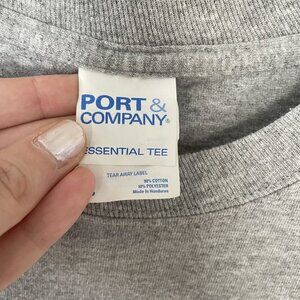 PORT &
COMPANY®
ESSENTIAL TEE
TEAR AWAY LABEL
90% COTTON
10% POLYESTER
Made in Honduras